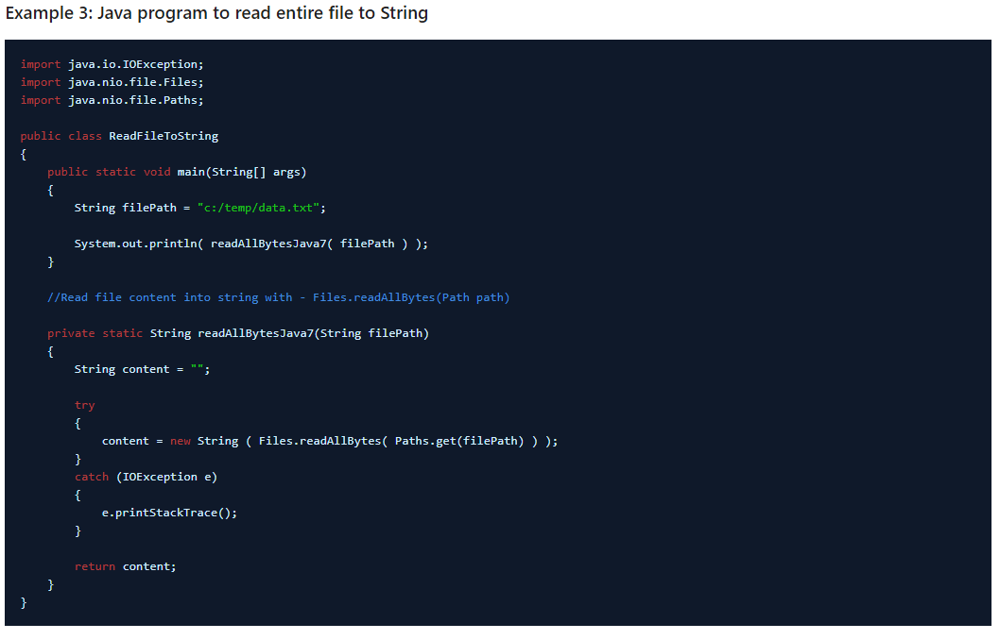 Example 3: Java program to read entire file to String
import java.io.IOException;
import java.nio.file.Files;
import java.nio.file.Paths;
public class ReadFileToString
{
    public static void main(String[] args)
    {
        String filePath = "c:/temp/data.txt";
        System.out.println( readAllBytesJava7( filePath ) );
    }
    //Read file content into string with - Files.readAllBytes(Path path)
    private static String readAllBytesJava7(String filePath)
    {
        String content = "";
        try
        {
            content = new String ( Files.readAllBytes( Paths.get(filePath) ) );
        }
        catch (IOException e)
        {
            e.printStackTrace();
        }
        return content;
    }
}